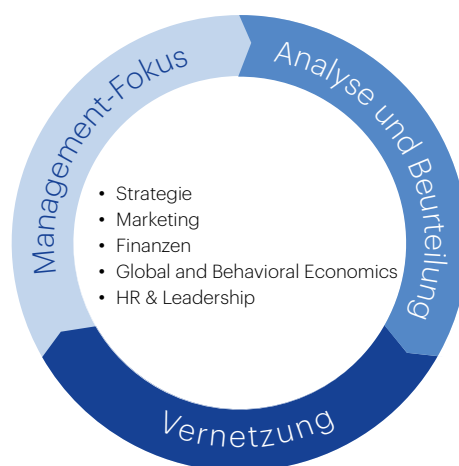 Management-Fokus
Analyse und Beurteilung
• Strategie
• Marketing
• Finanzen
• Global and Behavioral Economics
• HR & Leadership
Vernetzung